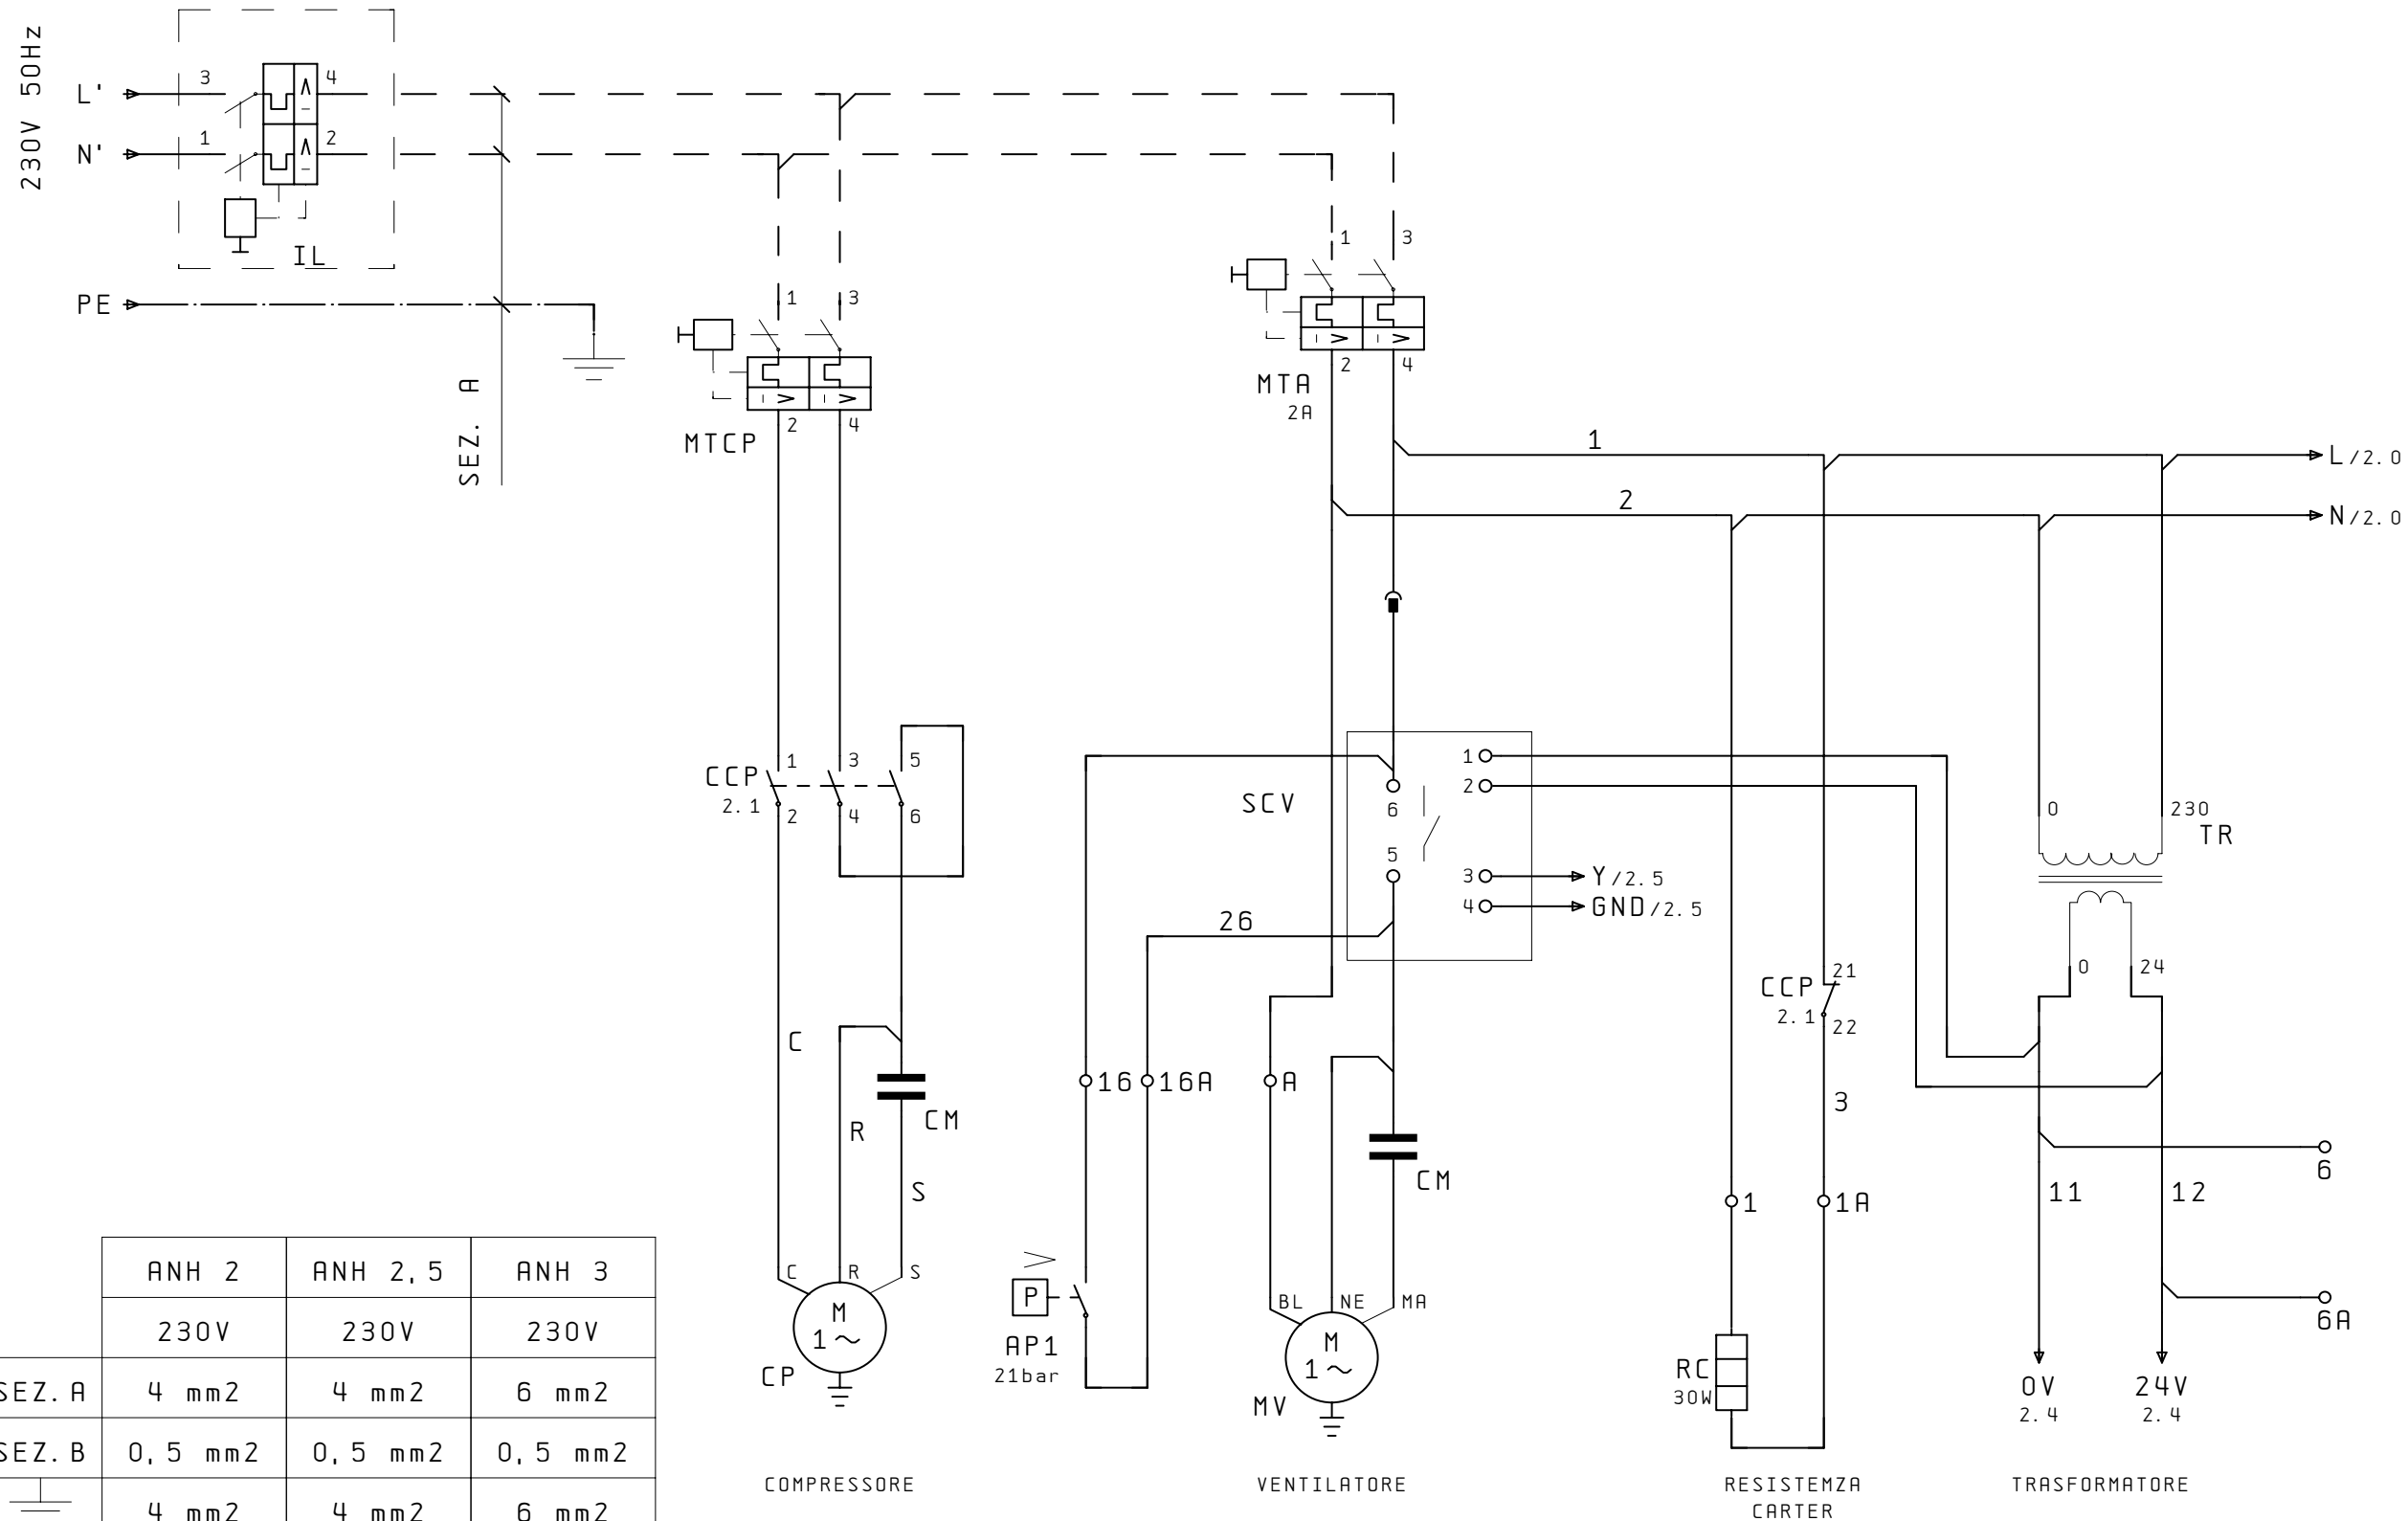 230V 50Hz
L' 3 4
N' 1 2
IL
PE
SEZ. A
1 3
MTCP
2 4
1 3
MTA
2A
2 4
1
L/2.0
2
N/2.0
CCP
2.1
1 3 5
2 4 6
SCV
6
5
1
2
3 Y/2.5
4 GND/2.5
0 230
TR
0 24
26
CCP
2.1
21
22
C
R
S
CM
16 16A A
CM
3
1 1A
11 12
6
6A
C R S
M
1~
CP
>
P
AP1
21bar
BL NE MA
M
1~
MV
RC
30W
0V
2.4
24V
2.4
ANH 2 ANH 2,5 ANH 3
230V 230V 230V
SEZ.A 4 mm2 4 mm2 6 mm2
SEZ.B 0,5 mm2 0,5 mm2 0,5 mm2
4 mm2 4 mm2 6 mm2
COMPRESSORE
VENTILATORE
RESISTEMZA
CARTER
TRASFORMATORE